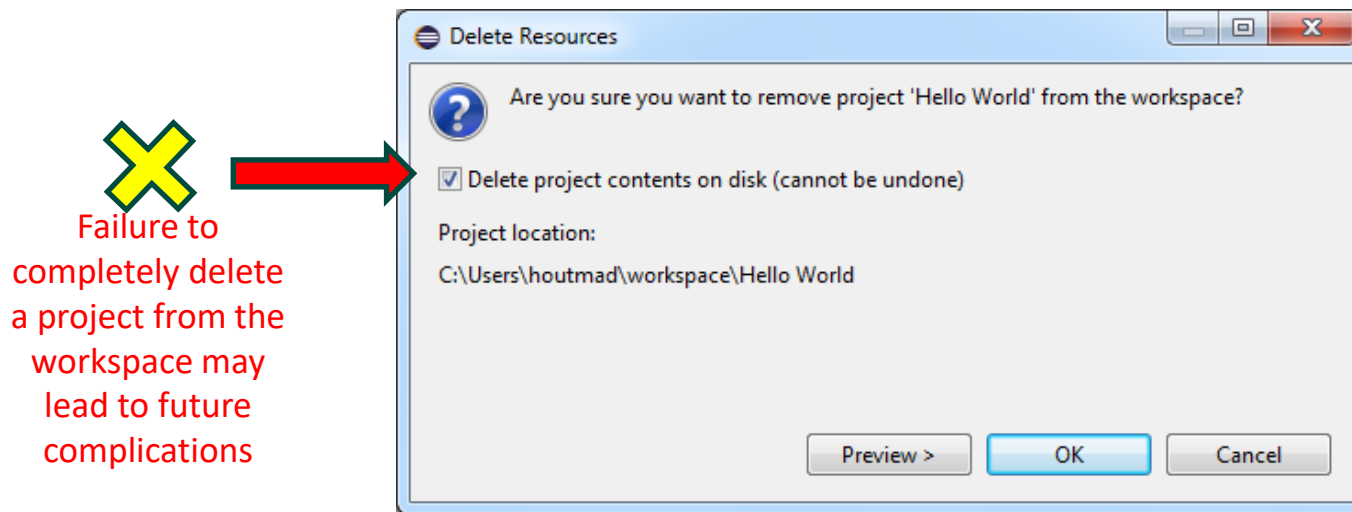 Delete Resources
Are you sure you want to remove project 'Hello World' from the workspace?
Delete project contents on disk (cannot be undone)
Project location:
C:\Users\houtmad\workspace\Hello World
Preview >
OK
Cancel
Failure to
completely delete
a project from the
workspace may
lead to future
complications